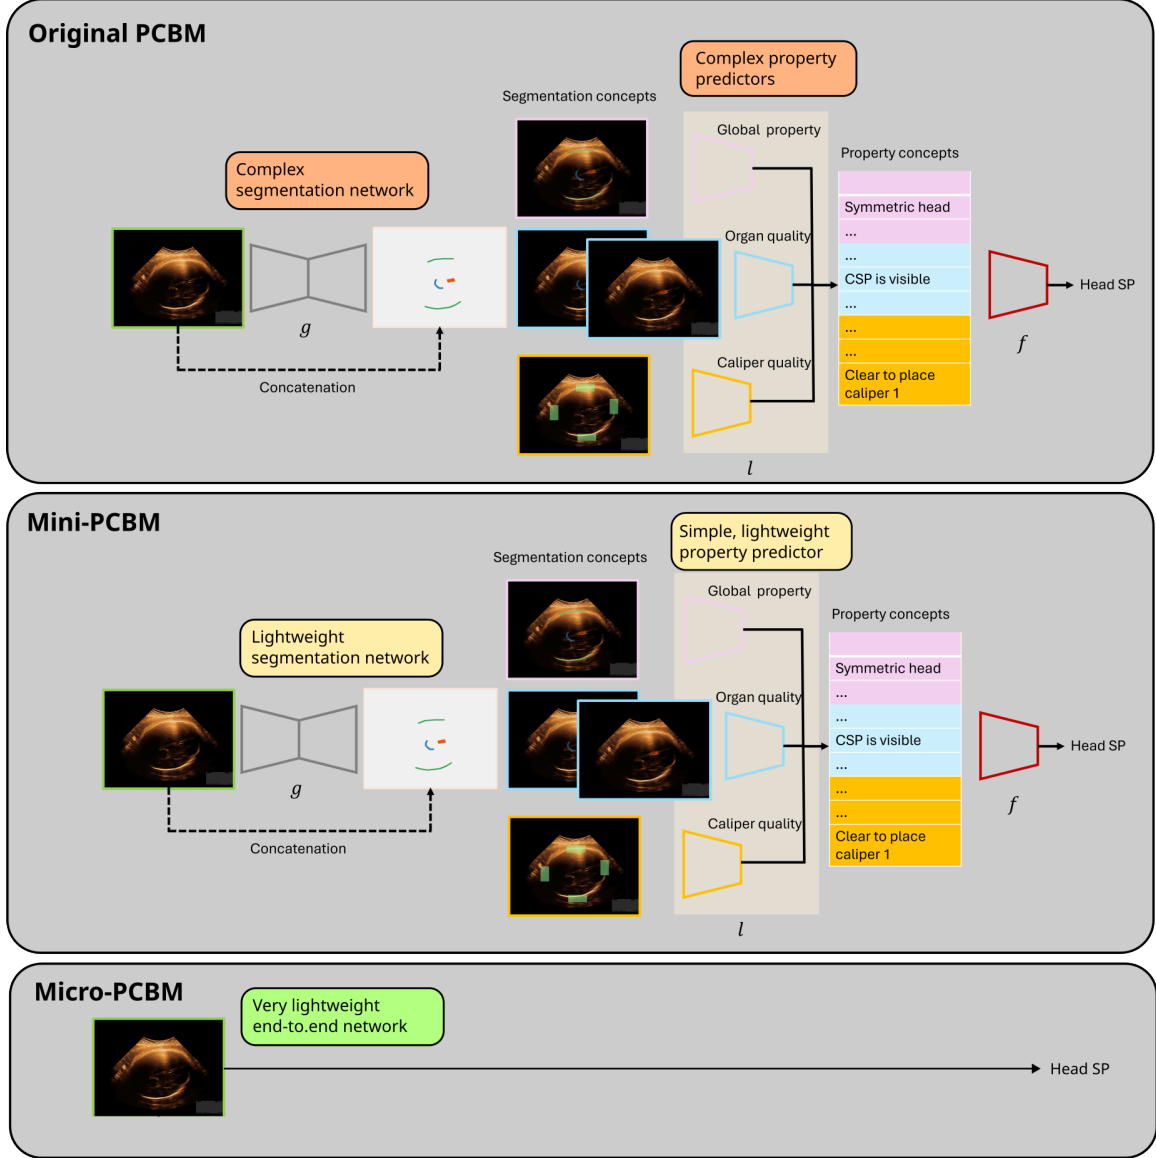 Original PCBM
Complex property
predictors
Segmentation concepts
Global property
Property concepts
Complex
segmentation network
Symmetric head
...
Organ quality
...
CSP is visible
...
Head SP
g
f
...
...
Caliper quality
Clear to place
caliper 1
Concatenation
l
Mini-PCBM
Simple, lightweight
property predictor
Segmentation concepts
Global property
Property concepts
Lightweight
segmentation network
Symmetric head
...
Organ quality
...
CSP is visible
...
Head SP
g
f
...
...
Caliper quality
Clear to place
caliper 1
Concatenation
l
Micro-PCBM
Very lightweight
end-to.end network
Head SP